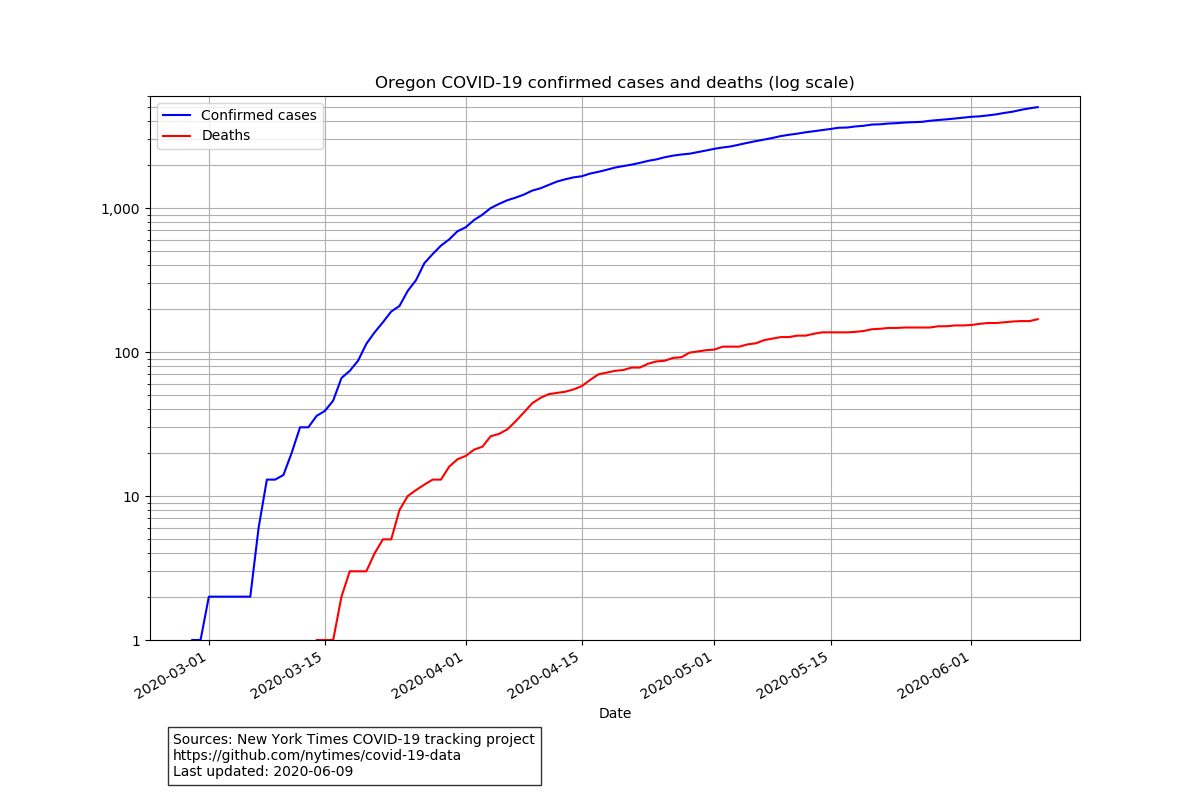 Oregon COVID-19 confirmed cases and deaths (log scale)
Confirmed cases
Deaths
1,000
100
10
1
2020-03-01
2020-03-15
2020-04-01
2020-04-15
2020-05-01
2020-05-15
2020-06-01
Date
Sources: New York Times COVID-19 tracking project
https://github.com/nytimes/covid-19-data
Last updated: 2020-06-09